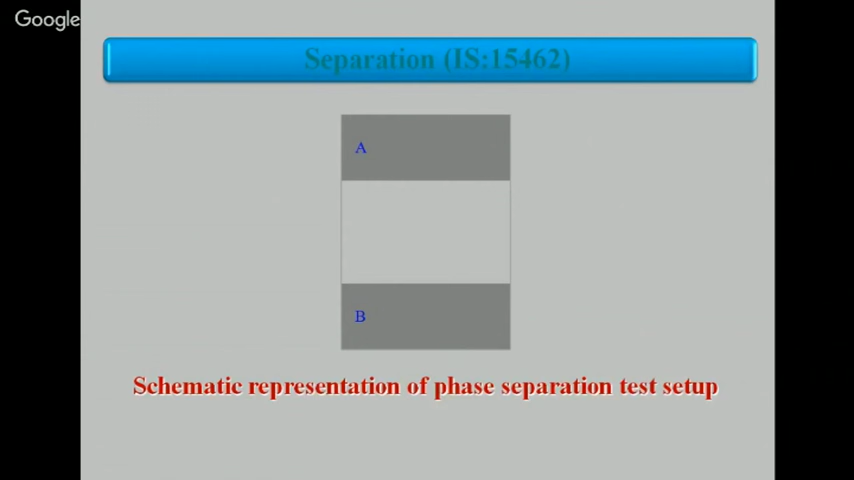 Google
Separation (IS:15462)
A
B
Schematic representation of phase separation test setup